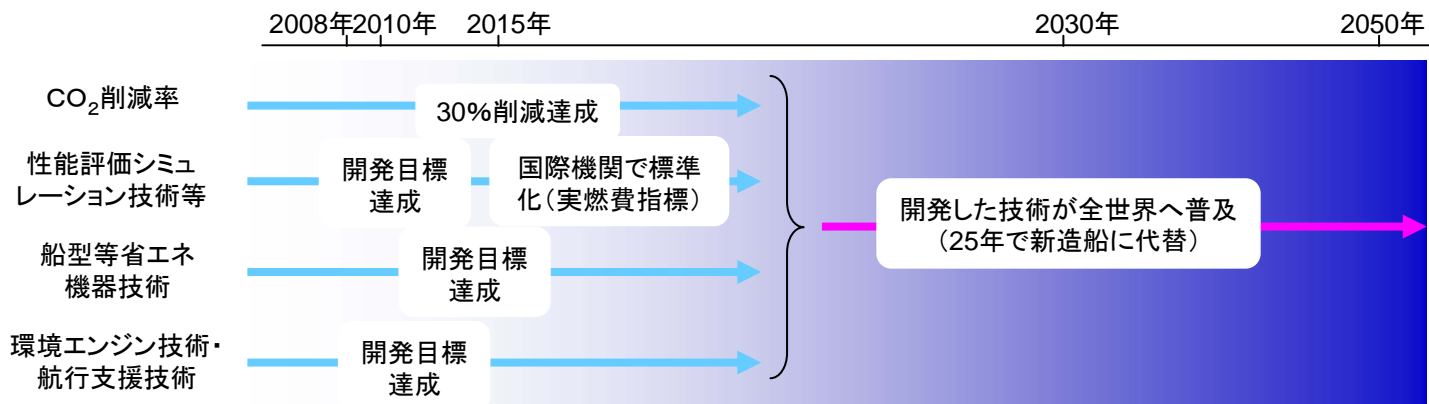 2008年 2010年 2015年 2030年 2050年
CO₂削減率
30%削減達成
性能評価シミュ
レーション技術等
開発目標
達成
国際機関で標準
化(実燃費指標)
開発した技術が全世界へ普及
(25年で新造船に代替)
船型等省エネ
機器技術
開発目標
達成
環境エンジン技術・
航行支援技術
開発目標
達成